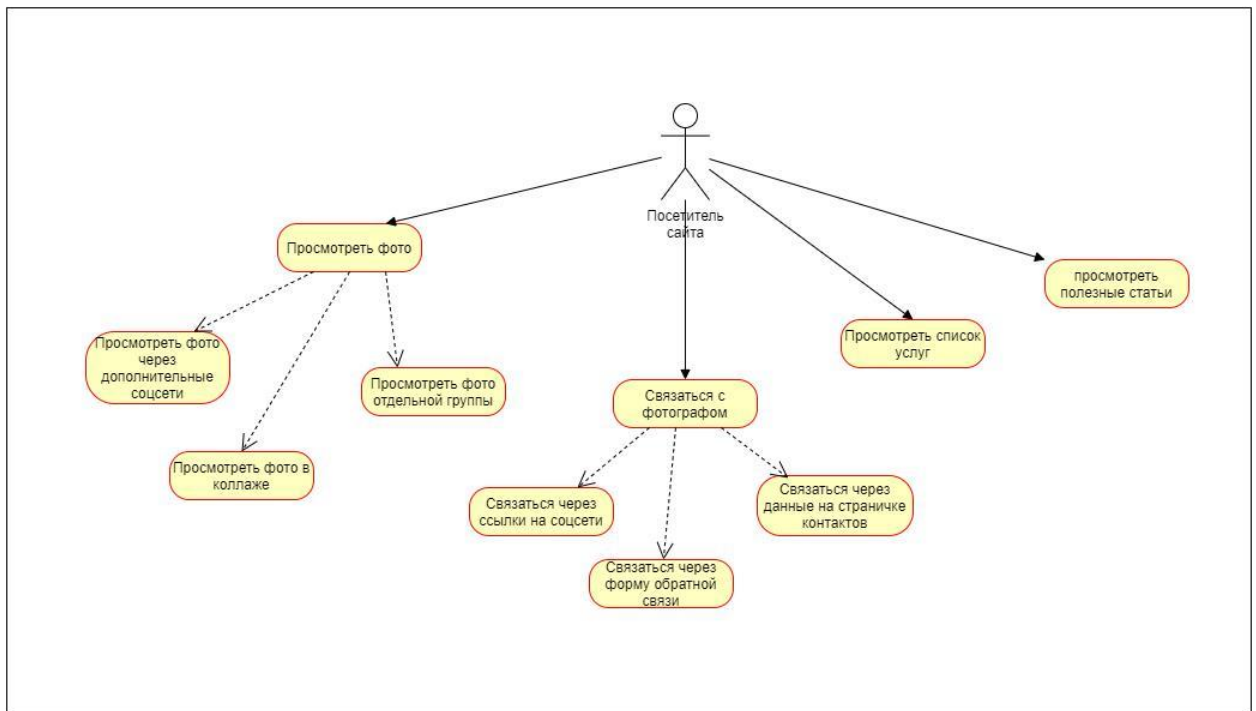 Посетитель
сайта
Просмотреть фото
просмотреть
полезные статьи
Просмотреть список
услуг
Просмотреть фото
через
дополнительные
соцсети
Просмотреть фото
отдельной группы
Связаться с
фотографом
Просмотреть фото в
коллаже
Связаться через
ссылки на соцсети
Связаться через
данные на страничке
контактов
Связаться через
форму обратной
связи